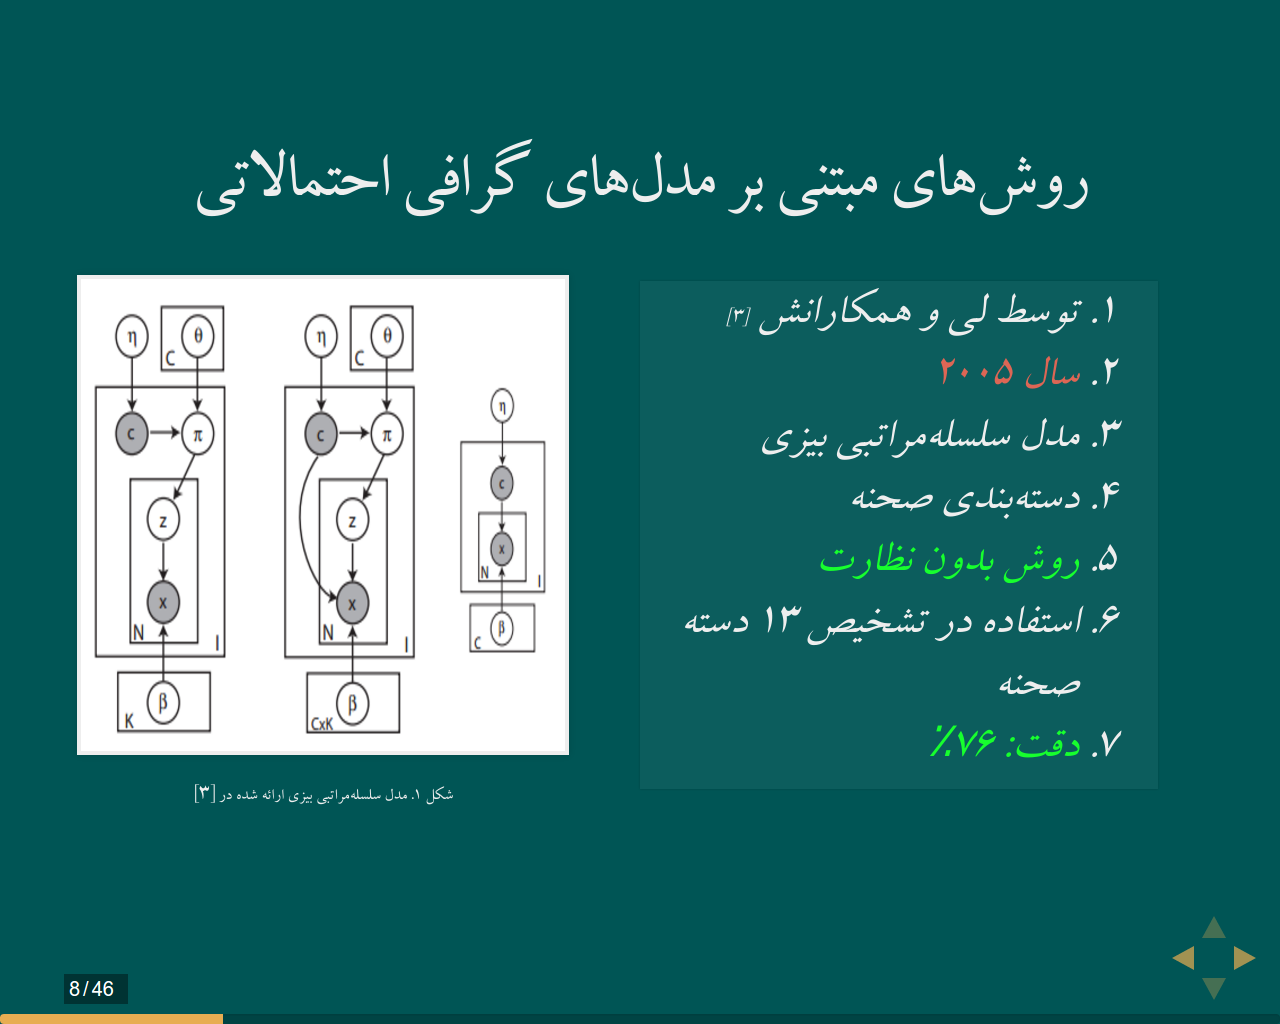 روش‌های مبتنی بر مدل‌های گرافی احتمالاتی
۱. توسط لی و همکارانش [۳]
۲. سال ۲۰۰۵
۳. مدل سلسله‌مراتبی بیزی
۴. دسته‌بندی صحنه
۵. روش بدون نظارت
۶. استفاده در تشخیص ۱۳ دسته
صحنه
۷. دقت: ۷۶٪
η θ C
c π
z
x
N I
β
K
η θ C
c π
z
x
N I
β
CxK
η
c
x
N I
β
C
شکل ۱. مدل سلسله‌مراتبی بیزی ارائه شده در [۳]
8/46